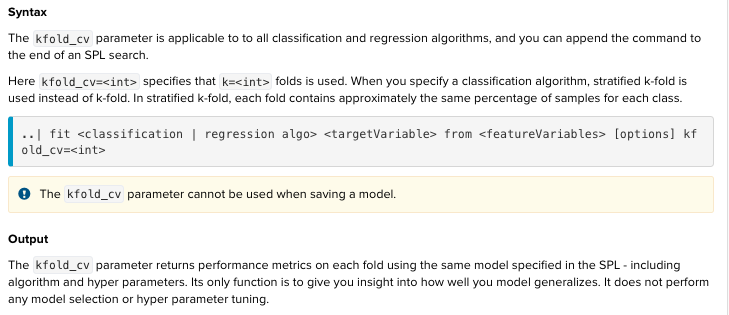 Syntax
The kfold_cv parameter is applicable to to all classification and regression algorithms, and you can append the command to
the end of an SPL search.
Here kfold_cv=<int> specifies that k=<int> folds is used. When you specify a classification algorithm, stratified k-fold is
used instead of k-fold. In stratified k-fold, each fold contains approximately the same percentage of samples for each class.
..| fit <classification | regression algo> <targetVariable> from <featureVariables> [options] kf
old_cv=<int>
The kfold_cv parameter cannot be used when saving a model.
Output
The kfold_cv parameter returns performance metrics on each fold using the same model specified in the SPL - including
algorithm and hyper parameters. Its only function is to give you insight into how well you model generalizes. It does not perform
any model selection or hyper parameter tuning.